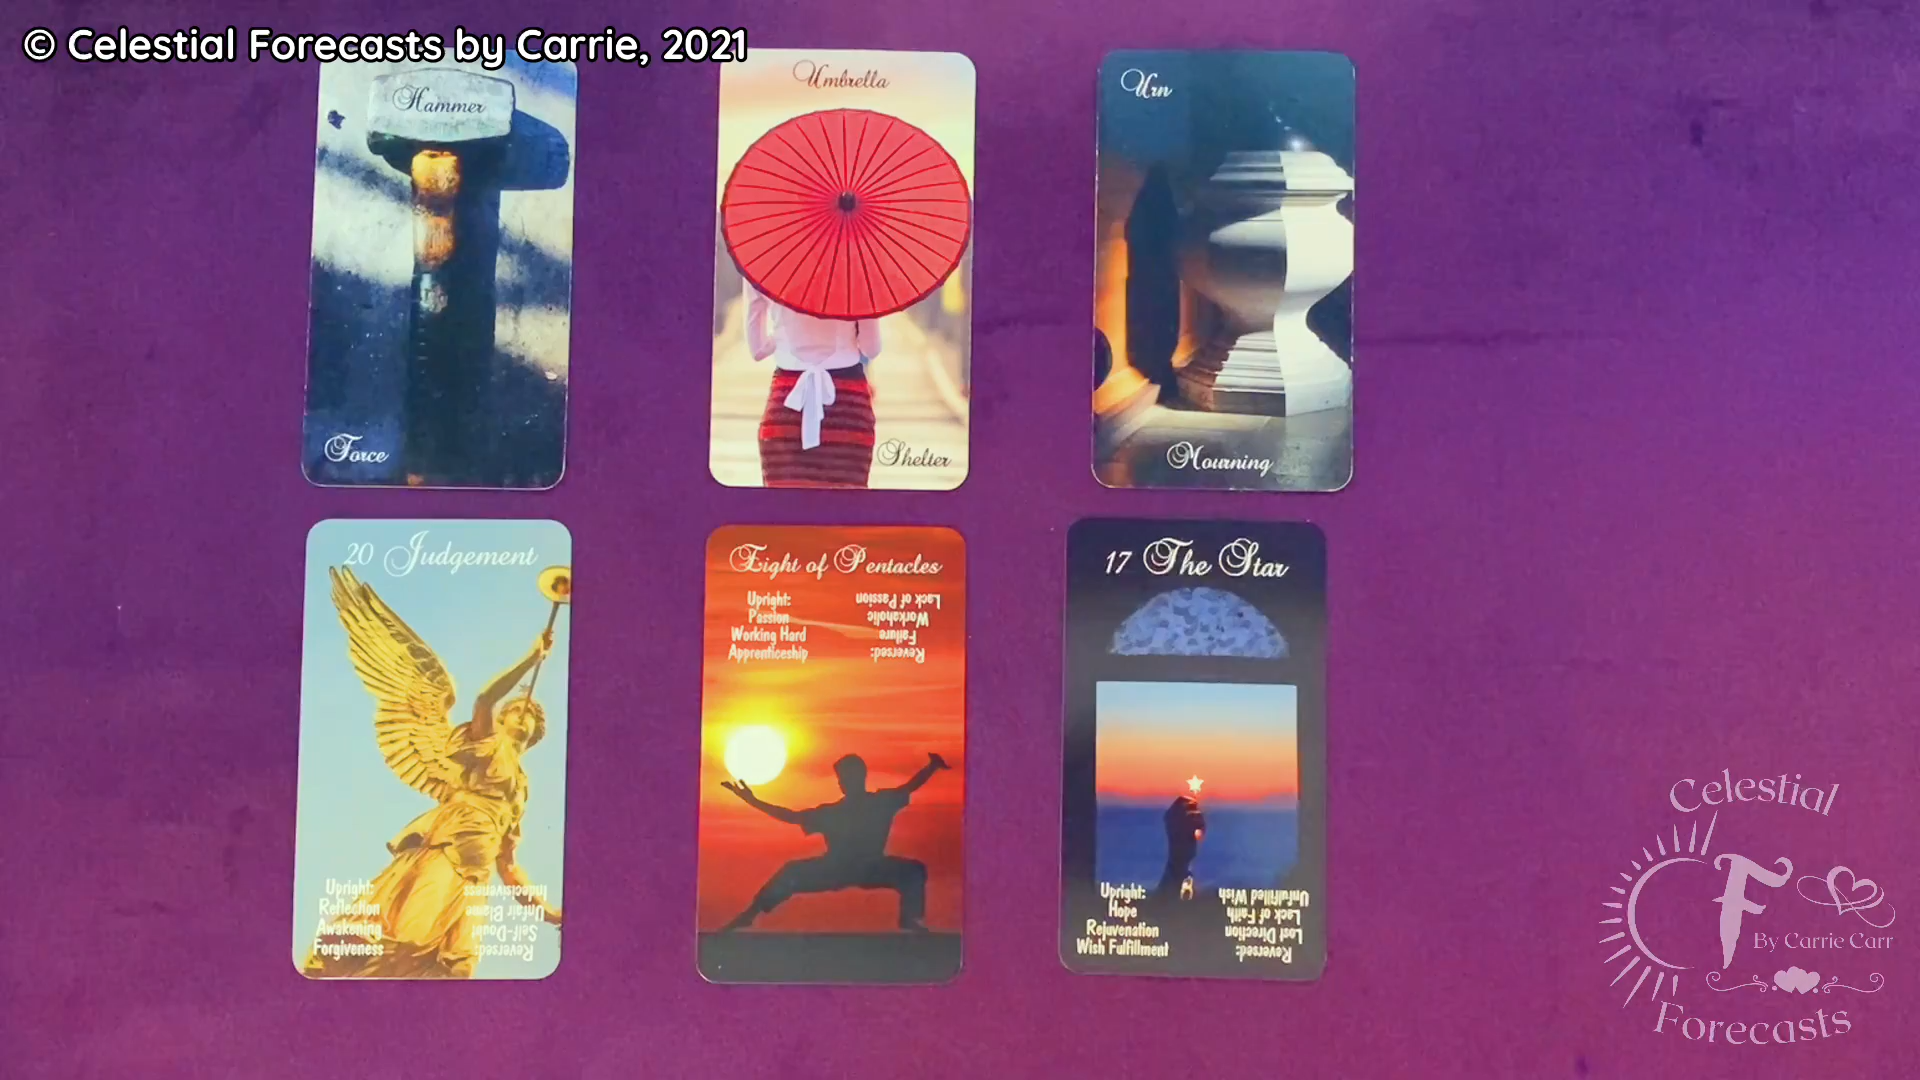 © Celestial Forecasts by Carrie, 2021
Hammer
Force
Umbrella
Shelter
Urn
Mourning
20 Judgement
Upright:
Reflection
Awakening
Forgiveness
Reversed:
Self-Doubt
Unfair Blame
Indecisiveness
Eight of Pentacles
Upright:
Passion
Working Hard
Apprenticeship
Reversed:
Failure
Workaholic
Lack of Passion
17 The Star
Upright:
Hope
Rejuvenation
Wish Fulfillment
Reversed:
Lost Direction
Lack of Faith
Unfulfilled Wish
Celestial
F
By Carrie Carr
Forecasts